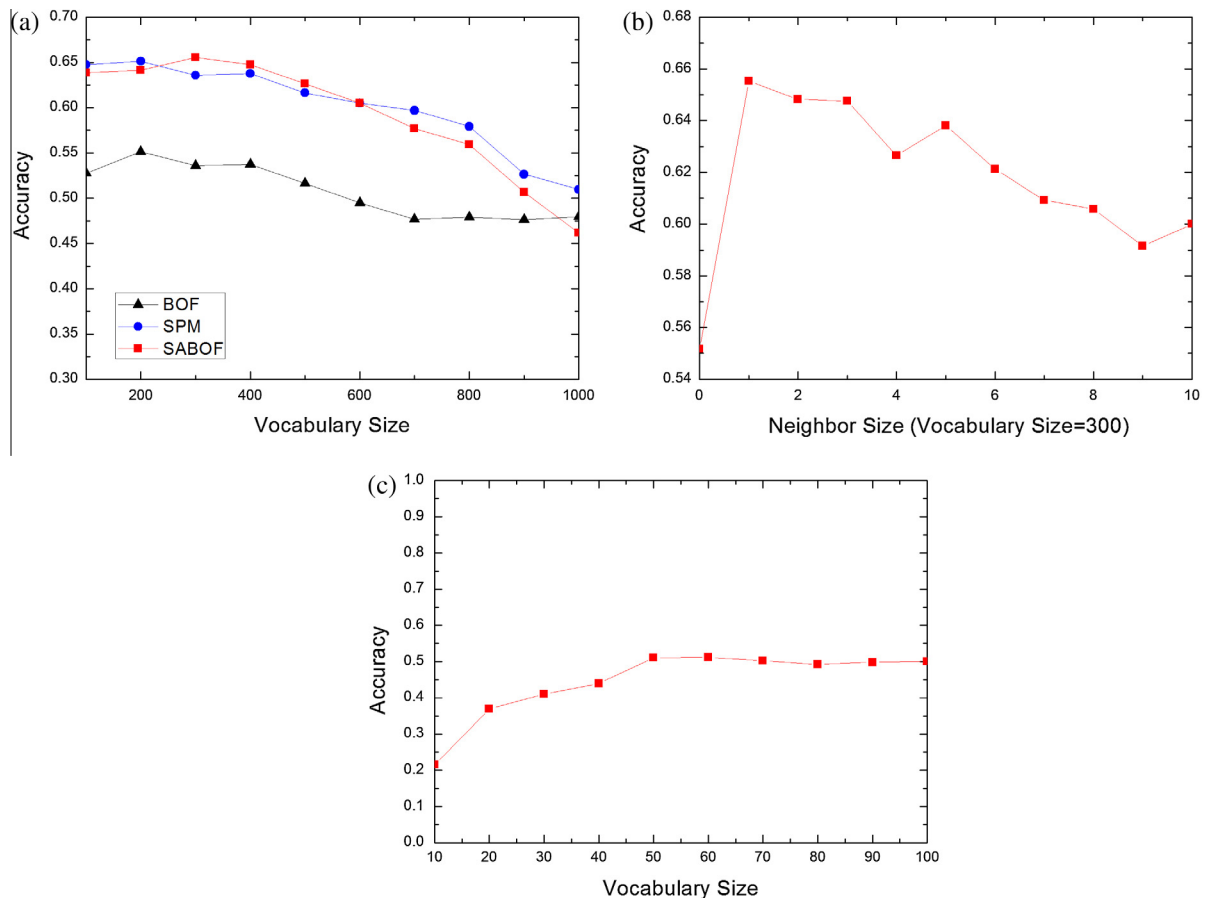 (a)
0.70
0.65
0.60
0.55
0.50
0.45
0.40
0.35
0.30
Accuracy
BOF
SPM
SABOF
200 400 600 800 1000
Vocabulary Size
(b)
0.68
0.66
0.64
0.62
0.60
0.58
0.56
0.54
Accuracy
0 2 4 6 8 10
Neighbor Size (Vocabulary Size=300)
(c)
1.0
0.9
0.8
0.7
0.6
0.5
0.4
0.3
0.2
0.1
0.0
Accuracy
10 20 30 40 50 60 70 80 90 100
Vocabulary Size